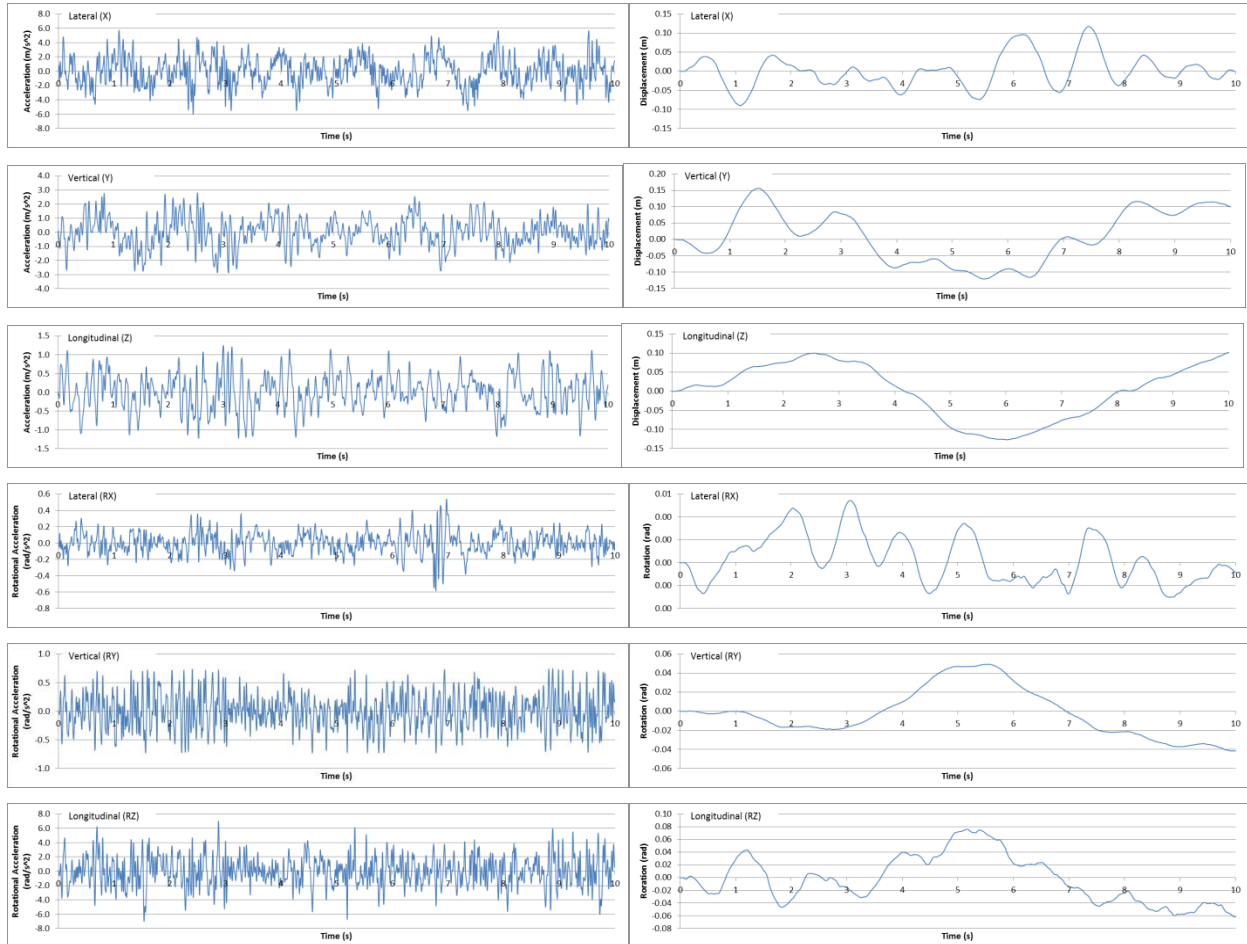 Lateral (X)
Acceleration (m/s^2)
8.0
6.0
4.0
2.0
0.0
-2.0
-4.0
-6.0
-8.0
0 1 2 3 4 5 6 7 8 9 10
Time (s)
Lateral (X)
Displacement (m)
0.15
0.10
0.05
0.00
-0.05
-0.10
-0.15
0 1 2 3 4 5 6 7 8 9 10
Time (s)
Vertical (Y)
Acceleration (m/s^2)
4.0
3.0
2.0
1.0
0.0
-1.0
-2.0
-3.0
-4.0
0 1 2 3 4 5 6 7 8 9 10
Time (s)
Vertical (Y)
Displacement (m)
0.20
0.15
0.10
0.05
0.00
-0.05
-0.10
-0.15
0 1 2 3 4 5 6 7 8 9 10
Time (s)
Longitudinal (Z)
Acceleration (m/s^2)
1.5
1.0
0.5
0.0
-0.5
-1.0
-1.5
0 1 2 3 4 5 6 7 8 9 10
Time (s)
Longitudinal (Z)
Displacement (m)
0.15
0.10
0.05
0.00
-0.05
-0.10
-0.15
0 1 2 3 4 5 6 7 8 9 10
Time (s)
Lateral (RX)
Rotational Acceleration
(rad/s^2)
0.6
0.4
0.2
0.0
-0.2
-0.4
-0.6
-0.8
0 1 2 3 4 5 6 7 8 9 10
Time (s)
Lateral (RX)
Rotation (rad)
0.01
0.00
0.00
0.00
0.00
0.00
0 1 2 3 4 5 6 7 8 9 10
Time (s)
Vertical (RY)
Rotational Acceleration
(rad/s^2)
1.0
0.5
0.0
-0.5
-1.0
0 1 2 3 4 5 6 7 8 9 10
Time (s)
Vertical (RY)
Rotation (rad)
0.06
0.04
0.02
0.00
-0.02
-0.04
-0.06
0 1 2 3 4 5 6 7 8 9 10
Time (s)
Longitudinal (RZ)
Rotational Acceleration
(rad/s^2)
8.0
6.0
4.0
2.0
0.0
-2.0
-4.0
-6.0
-8.0
0 1 2 3 4 5 6 7 8 9 10
Time (s)
Longitudinal (RZ)
Roration (rad)
0.10
0.08
0.06
0.04
0.02
0.00
-0.02
-0.04
-0.06
-0.08
0 1 2 3 4 5 6 7 8 9 10
Time (s)